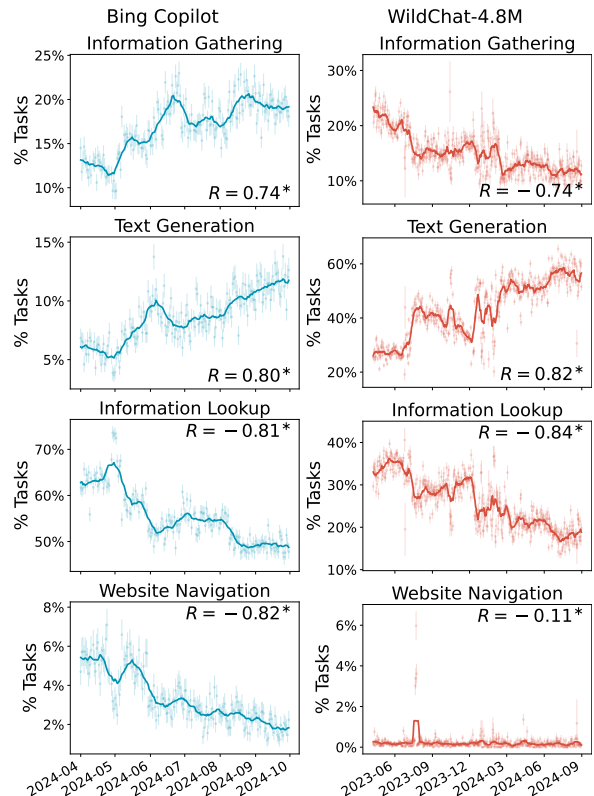 Bing Copilot
WildChat-4.8M
Information Gathering
Information Gathering
25%
20%
15%
10%
% Tasks
R = 0.74*
30%
20%
10%
% Tasks
R = −0.74*
Text Generation
Text Generation
15%
10%
5%
% Tasks
R = 0.80*
60%
40%
20%
% Tasks
R = 0.82*
Information Lookup
Information Lookup
70%
60%
50%
% Tasks
R = −0.81*
40%
30%
20%
10%
% Tasks
R = −0.84*
Website Navigation
Website Navigation
8%
6%
4%
2%
% Tasks
R = −0.82*
6%
4%
2%
0%
% Tasks
R = −0.11*
2024-04
2024-05
2024-06
2024-07
2024-08
2024-09
2024-10
2023-06
2023-09
2023-12
2024-03
2024-06
2024-09